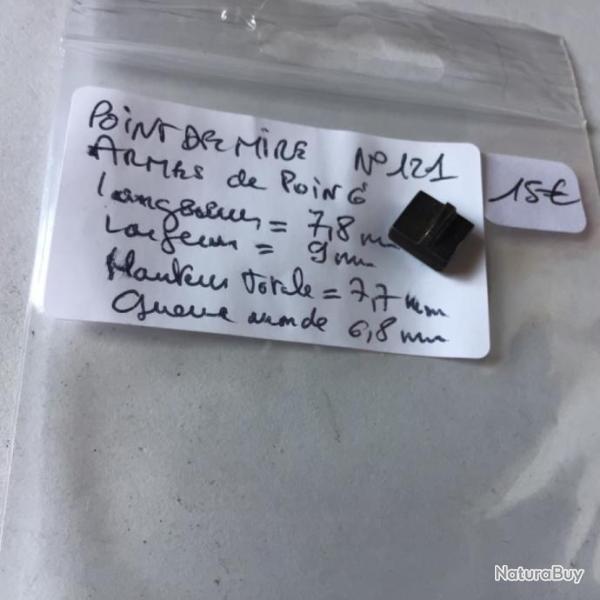 POINT DE MIRE N° 121
ARMES de POING
Longueur = 7,8 mm
Largeur = 9 mm
Hauteur totale = 7,7 mm
Queue aronde 6,8 mm
15€
NaturaBuy